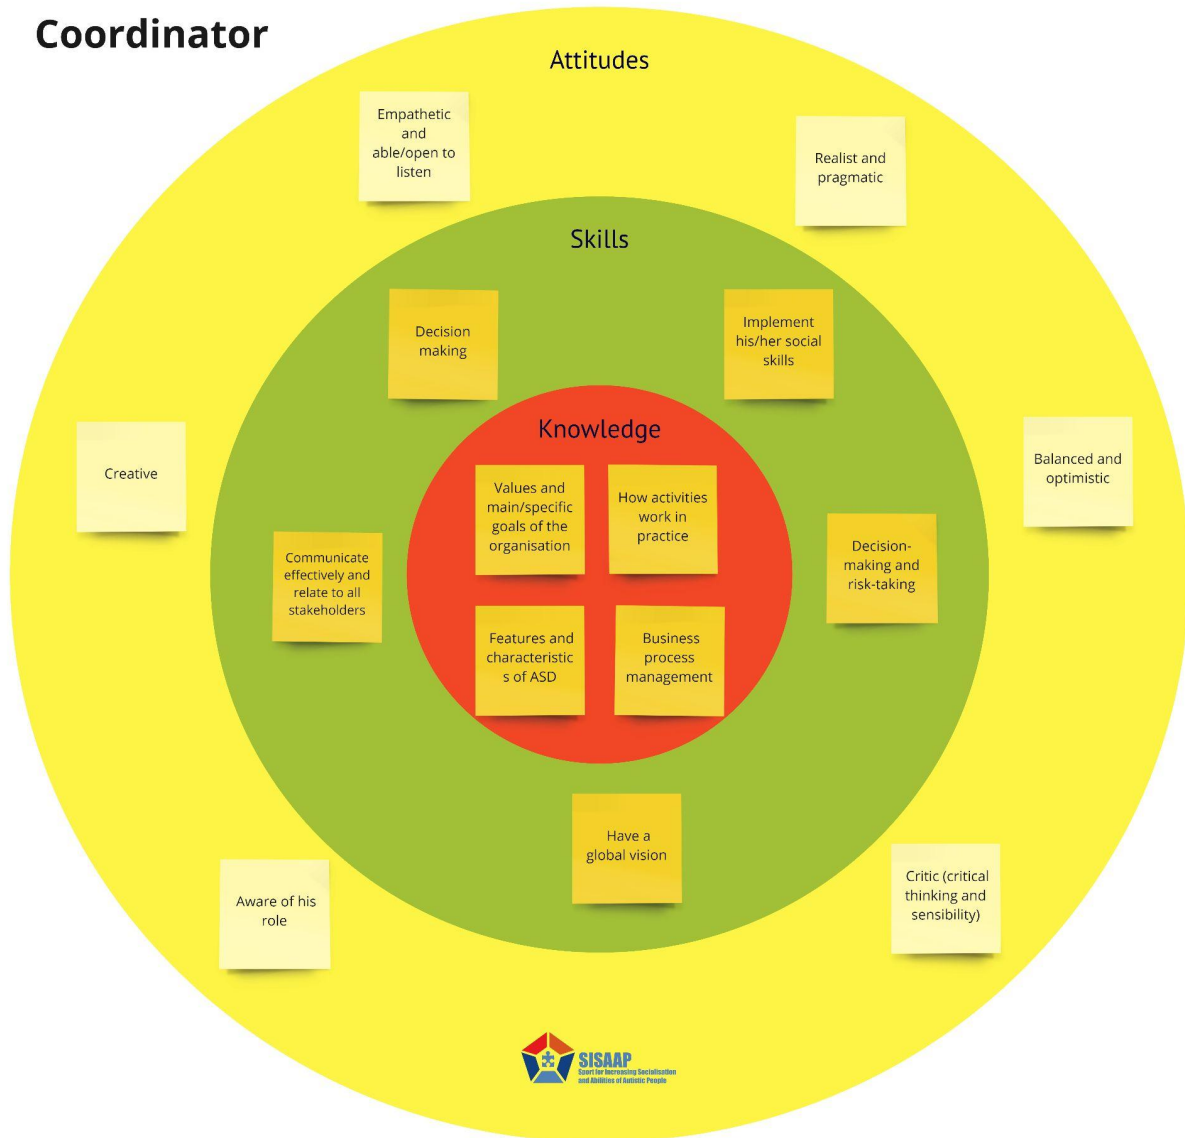 Coordinator
Attitudes
Empathetic
and
able/open to
listen
Realist and
pragmatic
Skills
Decision
making
Implement
his/her social
skills
Knowledge
Creative
Balanced and
optimistic
Values and
main/specific
goals of the
organisation
How activities
work in
practice
Communicate
effectively and
relate to all
stakeholders
Decision-
making and
risk-taking
Features and
characteristic
s of ASD
Business
process
management
Have a
global vision
Aware of his
role
Critic (critical
thinking and
sensibility)
SISAAP
Sport for Increasing Socialisation
and Abilities of Autistic People